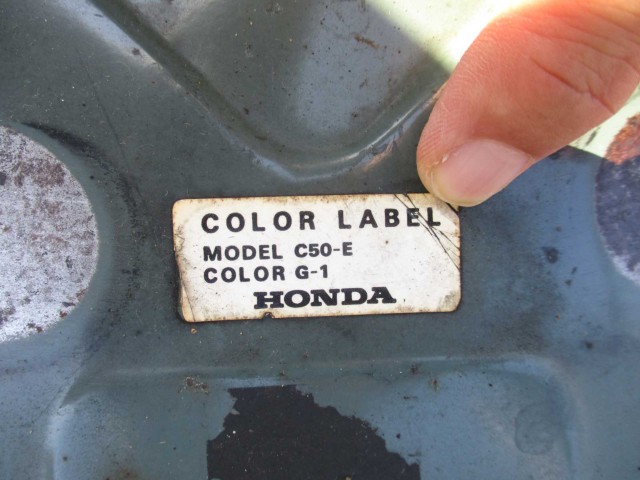 COLOR LABEL
MODEL C50-E
COLOR G-1
HONDA